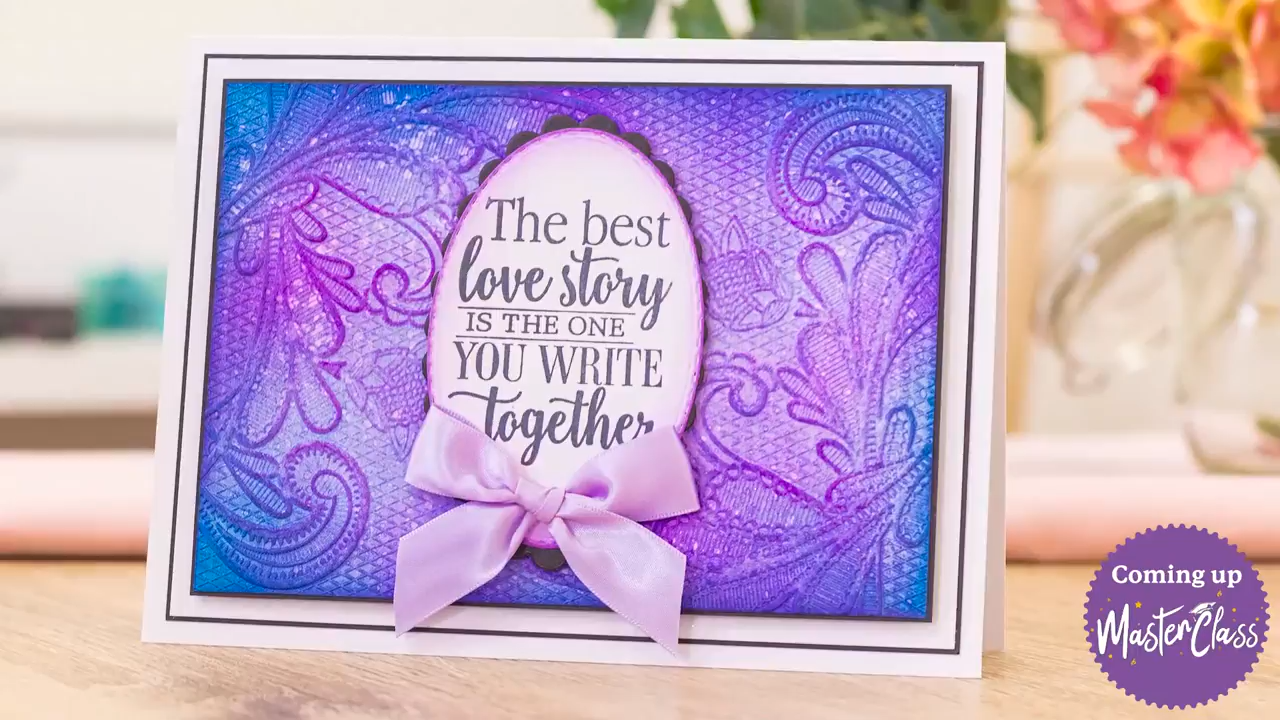 The best
love story
IS THE ONE
YOU WRITE
together
Coming up
MasterClass